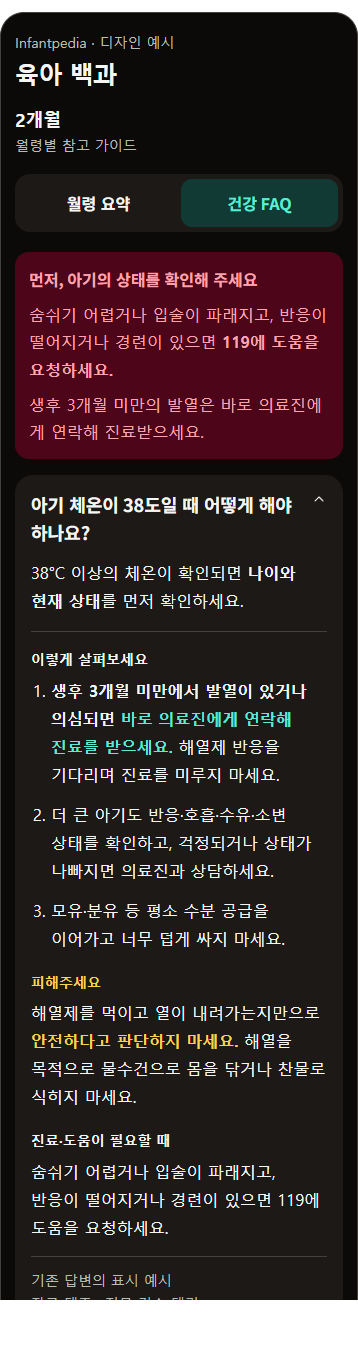 Infantpedia · 디자인 예시
육아 백과
2개월
월령별 참고 가이드
월령 요약
건강 FAQ
먼저, 아기의 상태를 확인해 주세요
숨쉬기 어렵거나 입술이 파래지고, 반응이
떨어지거나 경련이 있으면 119에 도움을
요청하세요.
생후 3개월 미만의 발열은 바로 의료진에
게 연락해 진료받으세요.
아기 체온이 38도일 때 어떻게 해야
하나요?
38°C 이상의 체온이 확인되면 나이와
현재 상태를 먼저 확인하세요.
이렇게 살펴보세요
1. 생후 3개월 미만에서 발열이 있거나
의심되면 바로 의료진에게 연락해
진료를 받으세요. 해열제 반응을
기다리며 진료를 미루지 마세요.
2. 더 큰 아기도 반응·호흡·수유·소변
상태를 확인하고, 걱정되거나 상태가
나빠지면 의료진과 상담하세요.
3. 모유·분유 등 평소 수분 공급을
이어가고 너무 덥게 싸지 마세요.
피해주세요
해열제를 먹이고 열이 내려가는지만으로
안전하다고 판단하지 마세요. 해열을
목적으로 물수건으로 몸을 닦거나 찬물로
식히지 마세요.
진료·도움이 필요할 때
숨쉬기 어렵거나 입술이 파래지고,
반응이 떨어지거나 경련이 있으면 119에
도움을 요청하세요.
기존 답변의 표시 예시